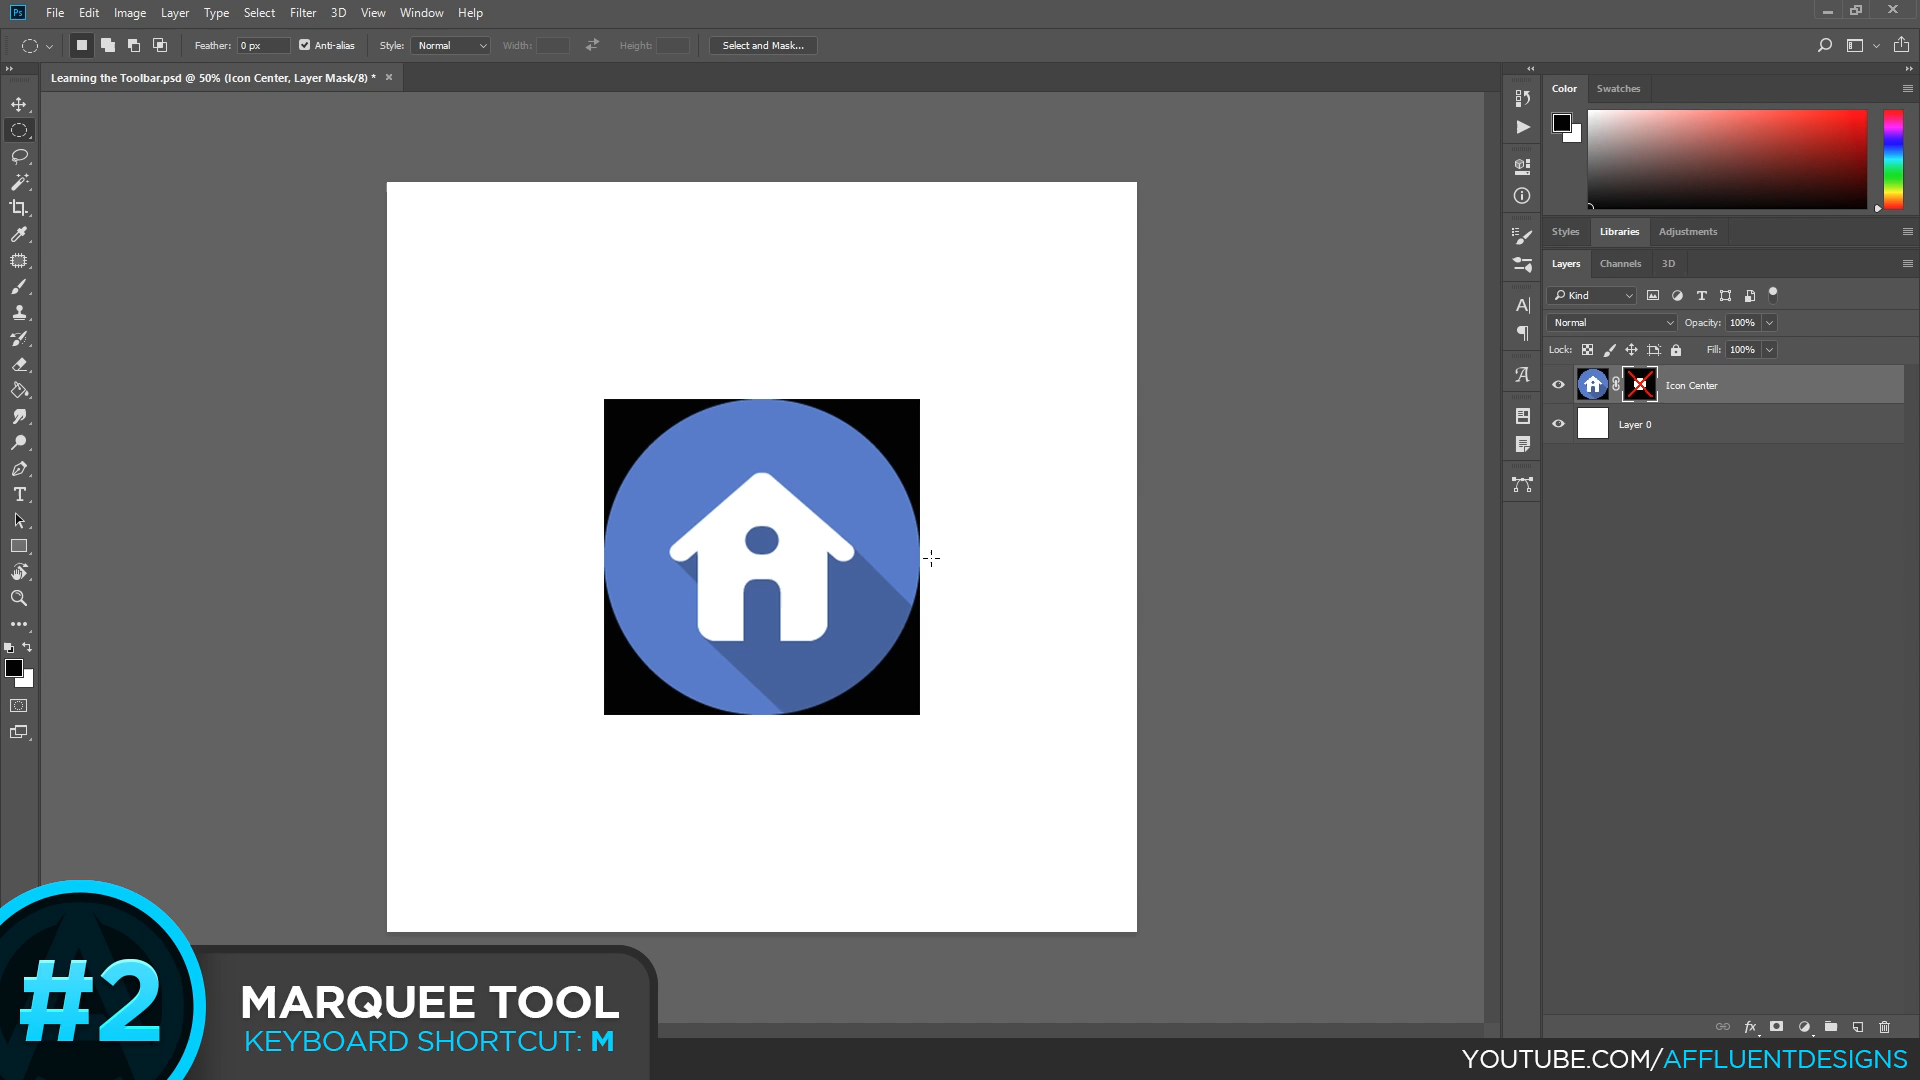 Ps File Edit Image Layer Type Select Filter 3D View Window Help
Feather: 0 px Anti-alias Style: Normal Width: Height: Select and Mask...
Learning the Toolbar.psd @ 50% (Icon Center, Layer Mask/8) *
Color Swatches
Styles Libraries Adjustments
Layers Channels 3D
Kind
Normal Opacity: 100%
Lock: Fill: 100%
Icon Center
Layer 0
#2
MARQUEE TOOL
KEYBOARD SHORTCUT: M
YOUTUBE.COM/AFFLUENTDESIGNS